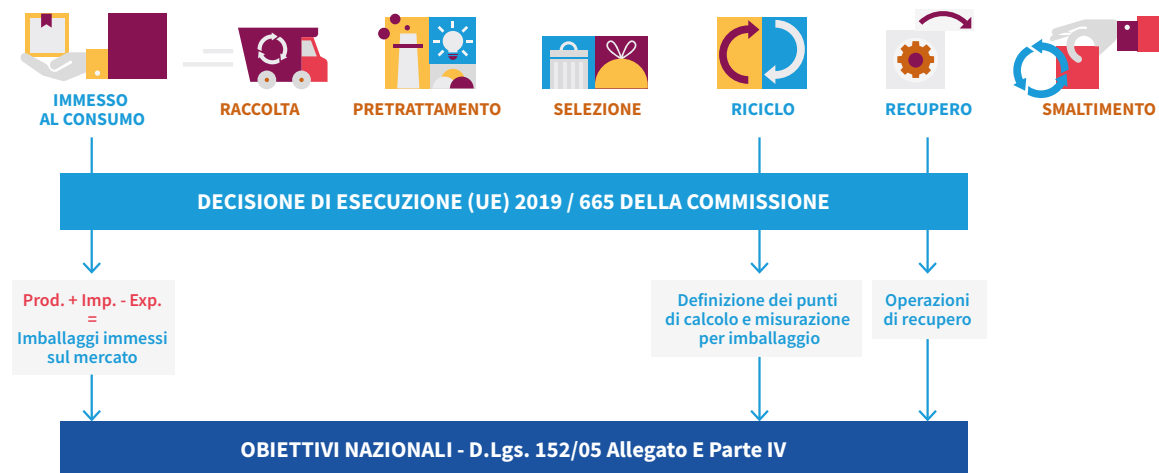 IMMESSO
AL CONSUMO
RACCOLTA
PRETRATTAMENTO
SELEZIONE
RICICLO
RECUPERO
SMALTIMENTO
DECISIONE DI ESECUZIONE (UE) 2019 / 665 DELLA COMMISSIONE
Prod. + Imp. - Exp.
=
Imballaggi immessi
sul mercato
Definizione dei punti
di calcolo e misurazione
per imballaggio
Operazioni
di recupero
OBIETTIVI NAZIONALI - D.Lgs. 152/05 Allegato E Parte IV